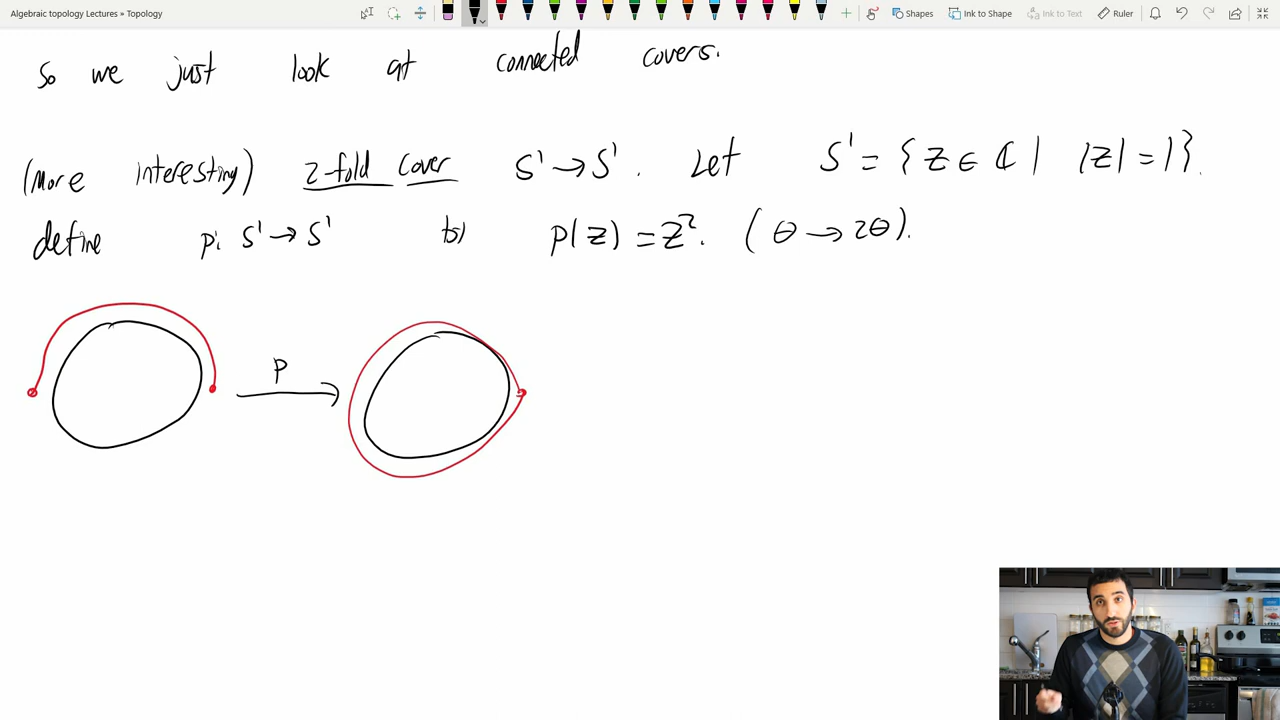 Algebraic topology Lectures » Topology
Shapes Ink to Shape Ink to Text Ruler
So we just look at connected covers.
(More interesting) 2-fold cover S¹ → S¹. Let S¹ = {z ∈ ℂ | |z| = 1}.
define p: S¹ → S¹ by p(z) = z². (θ → 2θ).
p